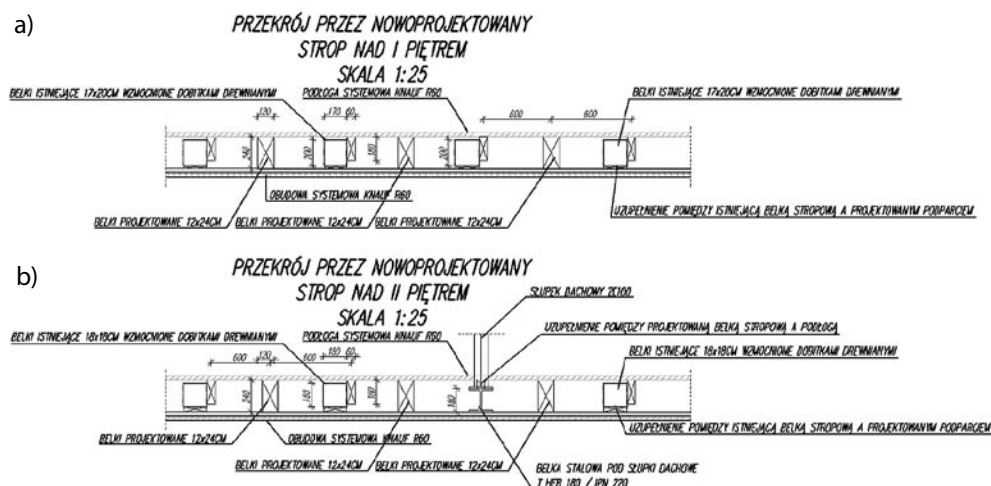 a)
PRZEKRÓJ PRZEZ NOWOPROJEKTOWANY
STROP NAD I PIĘTREM
SKALA 1:25
BELKI ISTNIEJĄCE 17x20CM WZMOCNIONE DOBITKAMI DREWNIANYMI
PODŁOGA SYSTEMOWA KNAUF R60
BELKI ISTNIEJĄCE 17x20CM WZMOCNIONE DOBITKAMI DREWNIANYMI
120
170
60
600
600
240
200
180
200
OBUDOWA SYSTEMOWA KNAUF R60
UZUPEŁNIENIE POMIĘDZY ISTNIEJĄCĄ BELKĄ STROPOWĄ A PROJEKTOWANYM PODPARCIEM
BELKI PROJEKTOWANE 12x24CM
BELKI PROJEKTOWANE 12x24CM
BELKI PROJEKTOWANE 12x24CM
b)
PRZEKRÓJ PRZEZ NOWOPROJEKTOWANY
STROP NAD II PIĘTREM
SKALA 1:25
SŁUPEK DACHOWY 2C100
BELKI ISTNIEJĄCE 18x18CM WZMOCNIONE DOBITKAMI DREWNIANYMI
PODŁOGA SYSTEMOWA KNAUF R60
UZUPEŁNIENIE POMIĘDZY PROJEKTOWANĄ BELKĄ STROPOWĄ A PODŁOGĄ
BELKI ISTNIEJĄCE 18x18CM WZMOCNIONE DOBITKAMI DREWNIANYMI
600
120
600
180
60
240
180
180
180
BELKI PROJEKTOWANE 12x24CM
OBUDOWA SYSTEMOWA KNAUF R60
UZUPEŁNIENIE POMIĘDZY ISTNIEJĄCĄ BELKĄ STROPOWĄ A PROJEKTOWANYM PODPARCIEM
BELKI PROJEKTOWANE 12x24CM
BELKI PROJEKTOWANE 12x24CM
BELKA STALOWA POD SŁUPKI DACHOWE
I HEB 180 / IPN 220